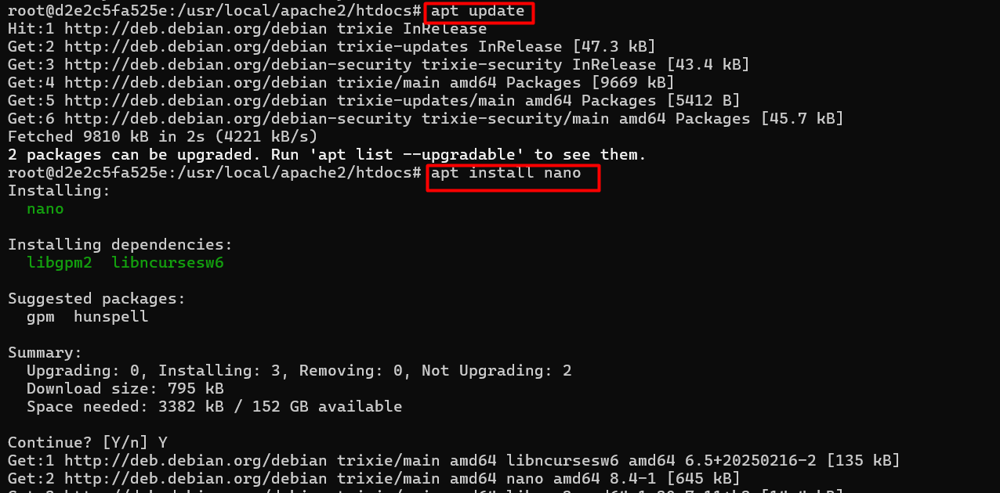 root@d2e2c5fa525e:/usr/local/apache2/htdocs# apt update
Hit:1 http://deb.debian.org/debian trixie InRelease
Get:2 http://deb.debian.org/debian trixie-updates InRelease [47.3 kB]
Get:3 http://deb.debian.org/debian-security trixie-security InRelease [43.4 kB]
Get:4 http://deb.debian.org/debian trixie/main amd64 Packages [9669 kB]
Get:5 http://deb.debian.org/debian trixie-updates/main amd64 Packages [5412 B]
Get:6 http://deb.debian.org/debian-security trixie-security/main amd64 Packages [45.7 kB]
Fetched 9810 kB in 2s (4221 kB/s)
2 packages can be upgraded. Run 'apt list --upgradable' to see them.
root@d2e2c5fa525e:/usr/local/apache2/htdocs# apt install nano
Installing:
  nano

Installing dependencies:
  libgpm2  libncursesw6

Suggested packages:
  gpm  hunspell

Summary:
  Upgrading: 0, Installing: 3, Removing: 0, Not Upgrading: 2
  Download size: 795 kB
  Space needed: 3382 kB / 152 GB available

Continue? [Y/n] Y
Get:1 http://deb.debian.org/debian trixie/main amd64 libncursesw6 amd64 6.5+20250216-2 [135 kB]
Get:2 http://deb.debian.org/debian trixie/main amd64 nano amd64 8.4-1 [645 kB]